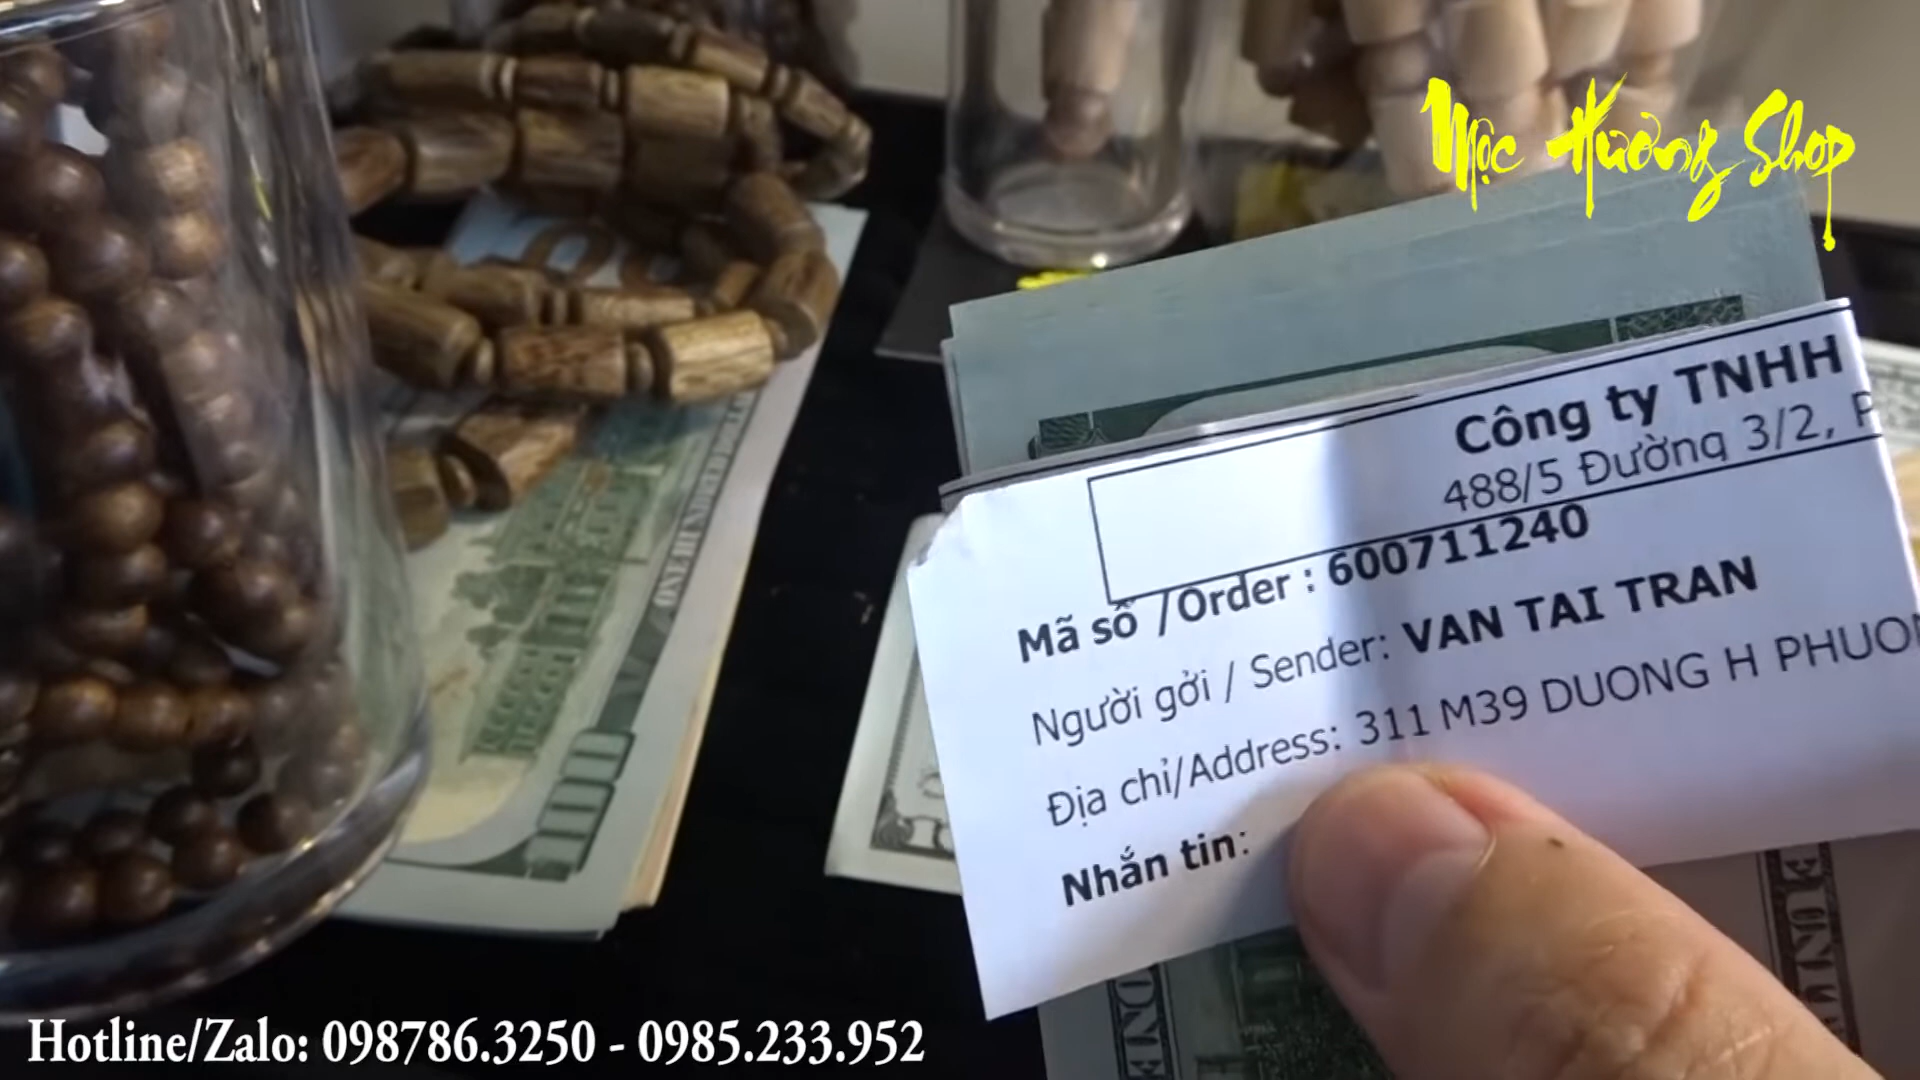 Mộc Hương Shop
Công ty TNHH
488/5 Đường 3/2, P
Mã số /Order : 600711240
Người gởi / Sender: VAN TAI TRAN
Địa chỉ/Address: 311 M39 DUONG H PHUON
Nhắn tin:
Hotline/Zalo: 098786.3250 - 0985.233.952